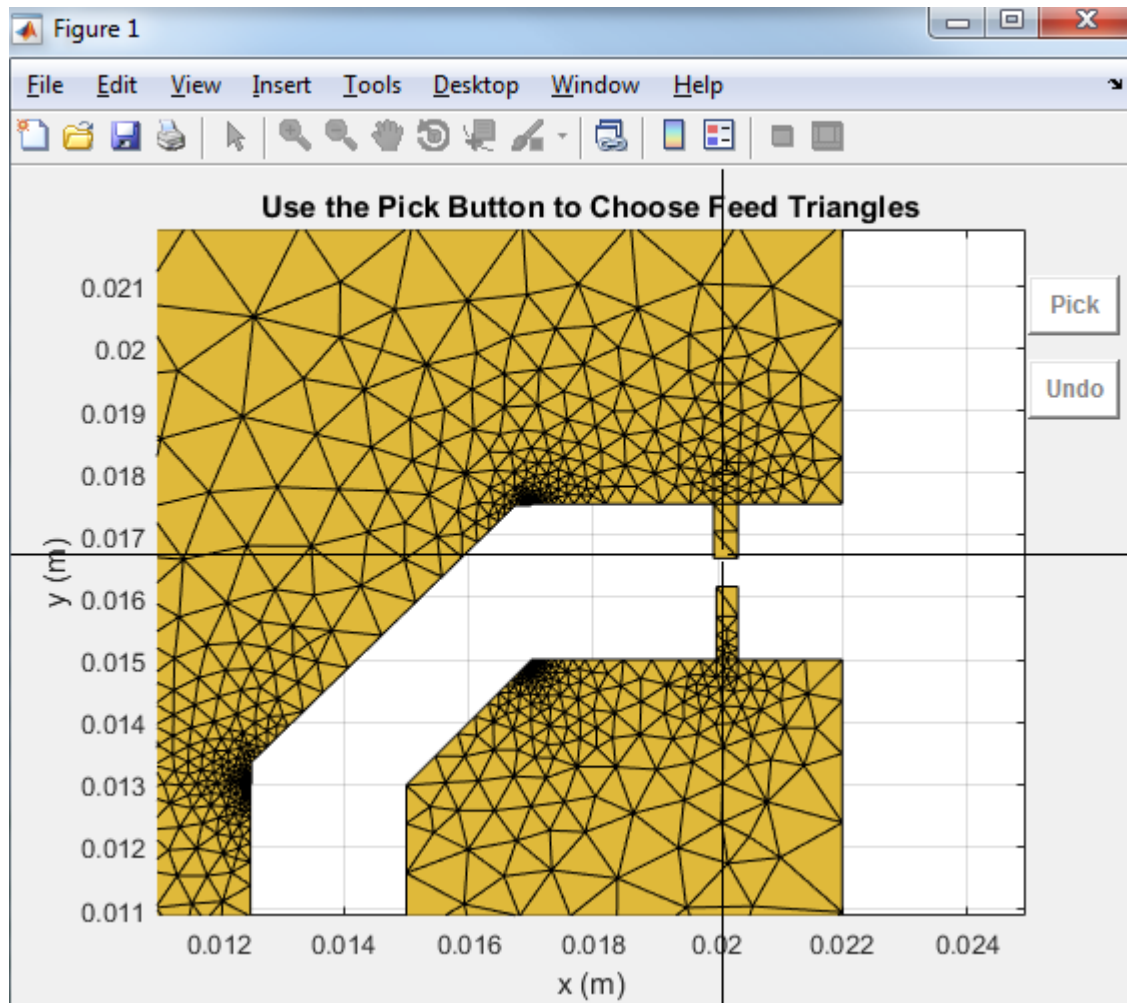 Figure 1
File Edit View Insert Tools Desktop Window Help
Use the Pick Button to Choose Feed Triangles
0.021
0.02
0.019
0.018
0.017
0.016
0.015
0.014
0.013
0.012
0.011
y (m)
0.012 0.014 0.016 0.018 0.02 0.022 0.024
x (m)
Pick
Undo